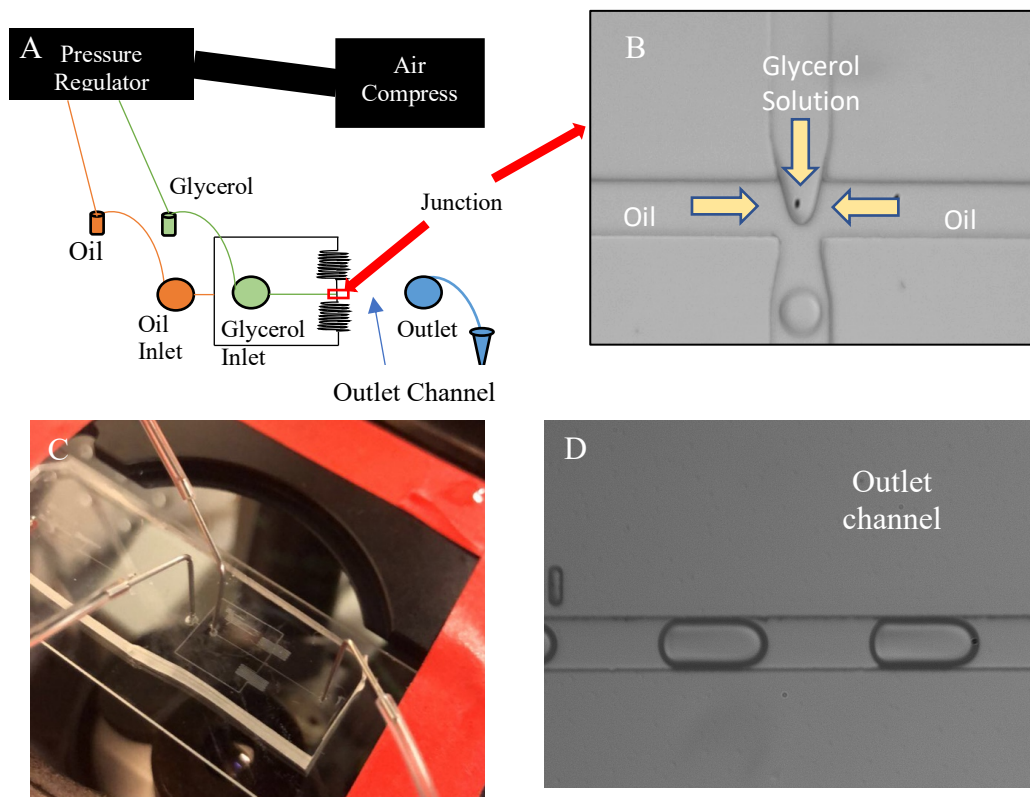 A
Pressure
Regulator
Air
Compress
Glycerol
Junction
Oil
Oil
Inlet
Glycerol
Inlet
Outlet
Outlet Channel
B
Glycerol
Solution
Oil
Oil
C
D
Outlet
channel